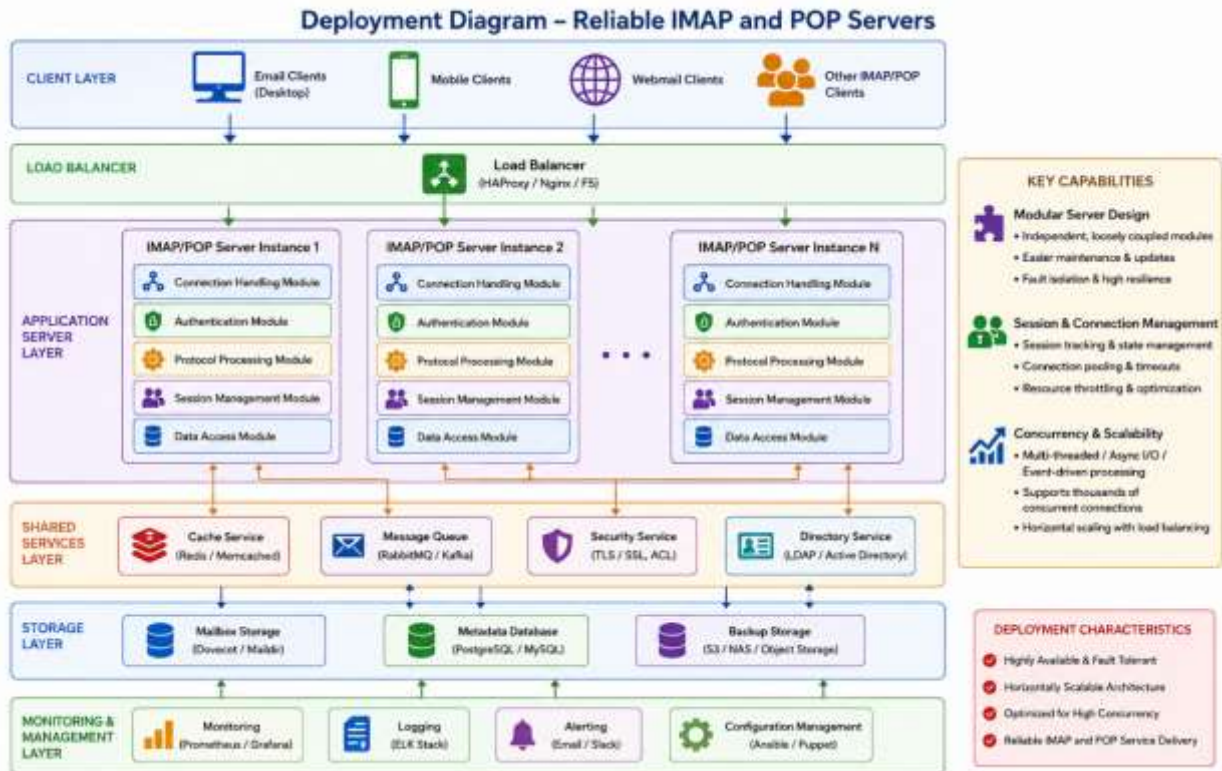 Deployment Diagram – Reliable IMAP and POP Servers
CLIENT LAYER
Email Clients
(Desktop)
Mobile Clients
Webmail Clients
Other IMAP/POP
Clients
LOAD BALANCER
Load Balancer
(HAProxy / Nginx / F5)
APPLICATION
SERVER
LAYER
IMAP/POP Server Instance 1
Connection Handling Module
Authentication Module
Protocol Processing Module
Session Management Module
Data Access Module
IMAP/POP Server Instance 2
Connection Handling Module
Authentication Module
Protocol Processing Module
Session Management Module
Data Access Module
• • •
IMAP/POP Server Instance N
Connection Handling Module
Authentication Module
Protocol Processing Module
Session Management Module
Data Access Module
SHARED
SERVICES
LAYER
Cache Service
(Redis / Memcached)
Message Queue
(RabbitMQ / Kafka)
Security Service
(TLS / SSL, ACL)
Directory Service
(LDAP / Active Directory)
STORAGE
LAYER
Mailbox Storage
(Dovecot / Maildir)
Metadata Database
(PostgreSQL / MySQL)
Backup Storage
(S3 / NAS / Object Storage)
MONITORING &
MANAGEMENT
LAYER
Monitoring
(Prometheus / Grafana)
Logging
(ELK Stack)
Alerting
(Email / Slack)
Configuration Management
(Ansible / Puppet)
KEY CAPABILITIES
Modular Server Design
• Independent, loosely coupled modules
• Easier maintenance & updates
• Fault isolation & high resilience
Session & Connection Management
• Session tracking & state management
• Connection pooling & timeouts
• Resource throttling & optimization
Concurrency & Scalability
• Multi-threaded / Async I/O /
Event-driven processing
• Supports thousands of
concurrent connections
• Horizontal scaling with load balancing
DEPLOYMENT CHARACTERISTICS
Highly Available & Fault Tolerant
Horizontally Scalable Architecture
Optimized for High Concurrency
Reliable IMAP and POP Service Delivery